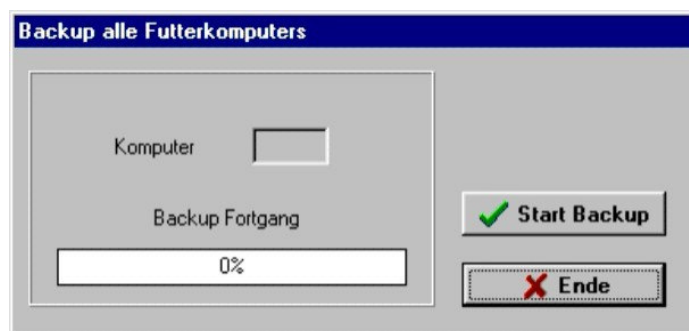 Backup alle Futterkomputers
Komputer
Backup Fortgang
0%
Start Backup
Ende